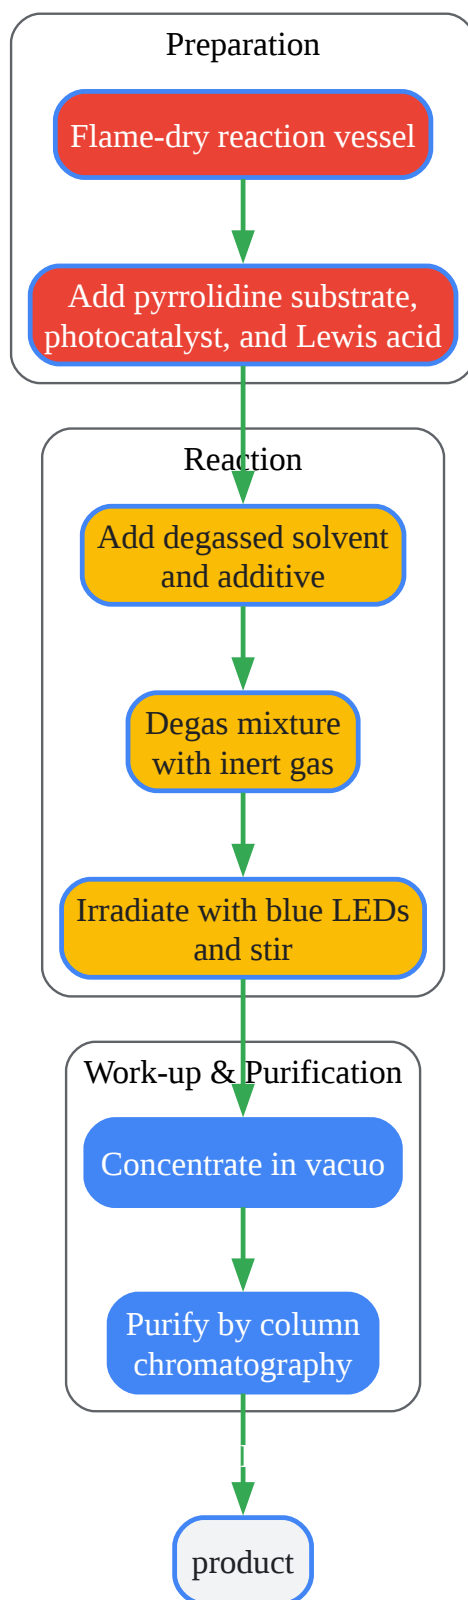 Preparation
Flame-dry reaction vessel
Add pyrrolidine substrate,
photocatalyst, and Lewis acid
Reaction
Add degassed solvent
and additive
Degas mixture
with inert gas
Irradiate with blue LEDs
and stir
Work-up & Purification
Concentrate in vacuo
Purify by column
chromatography
product